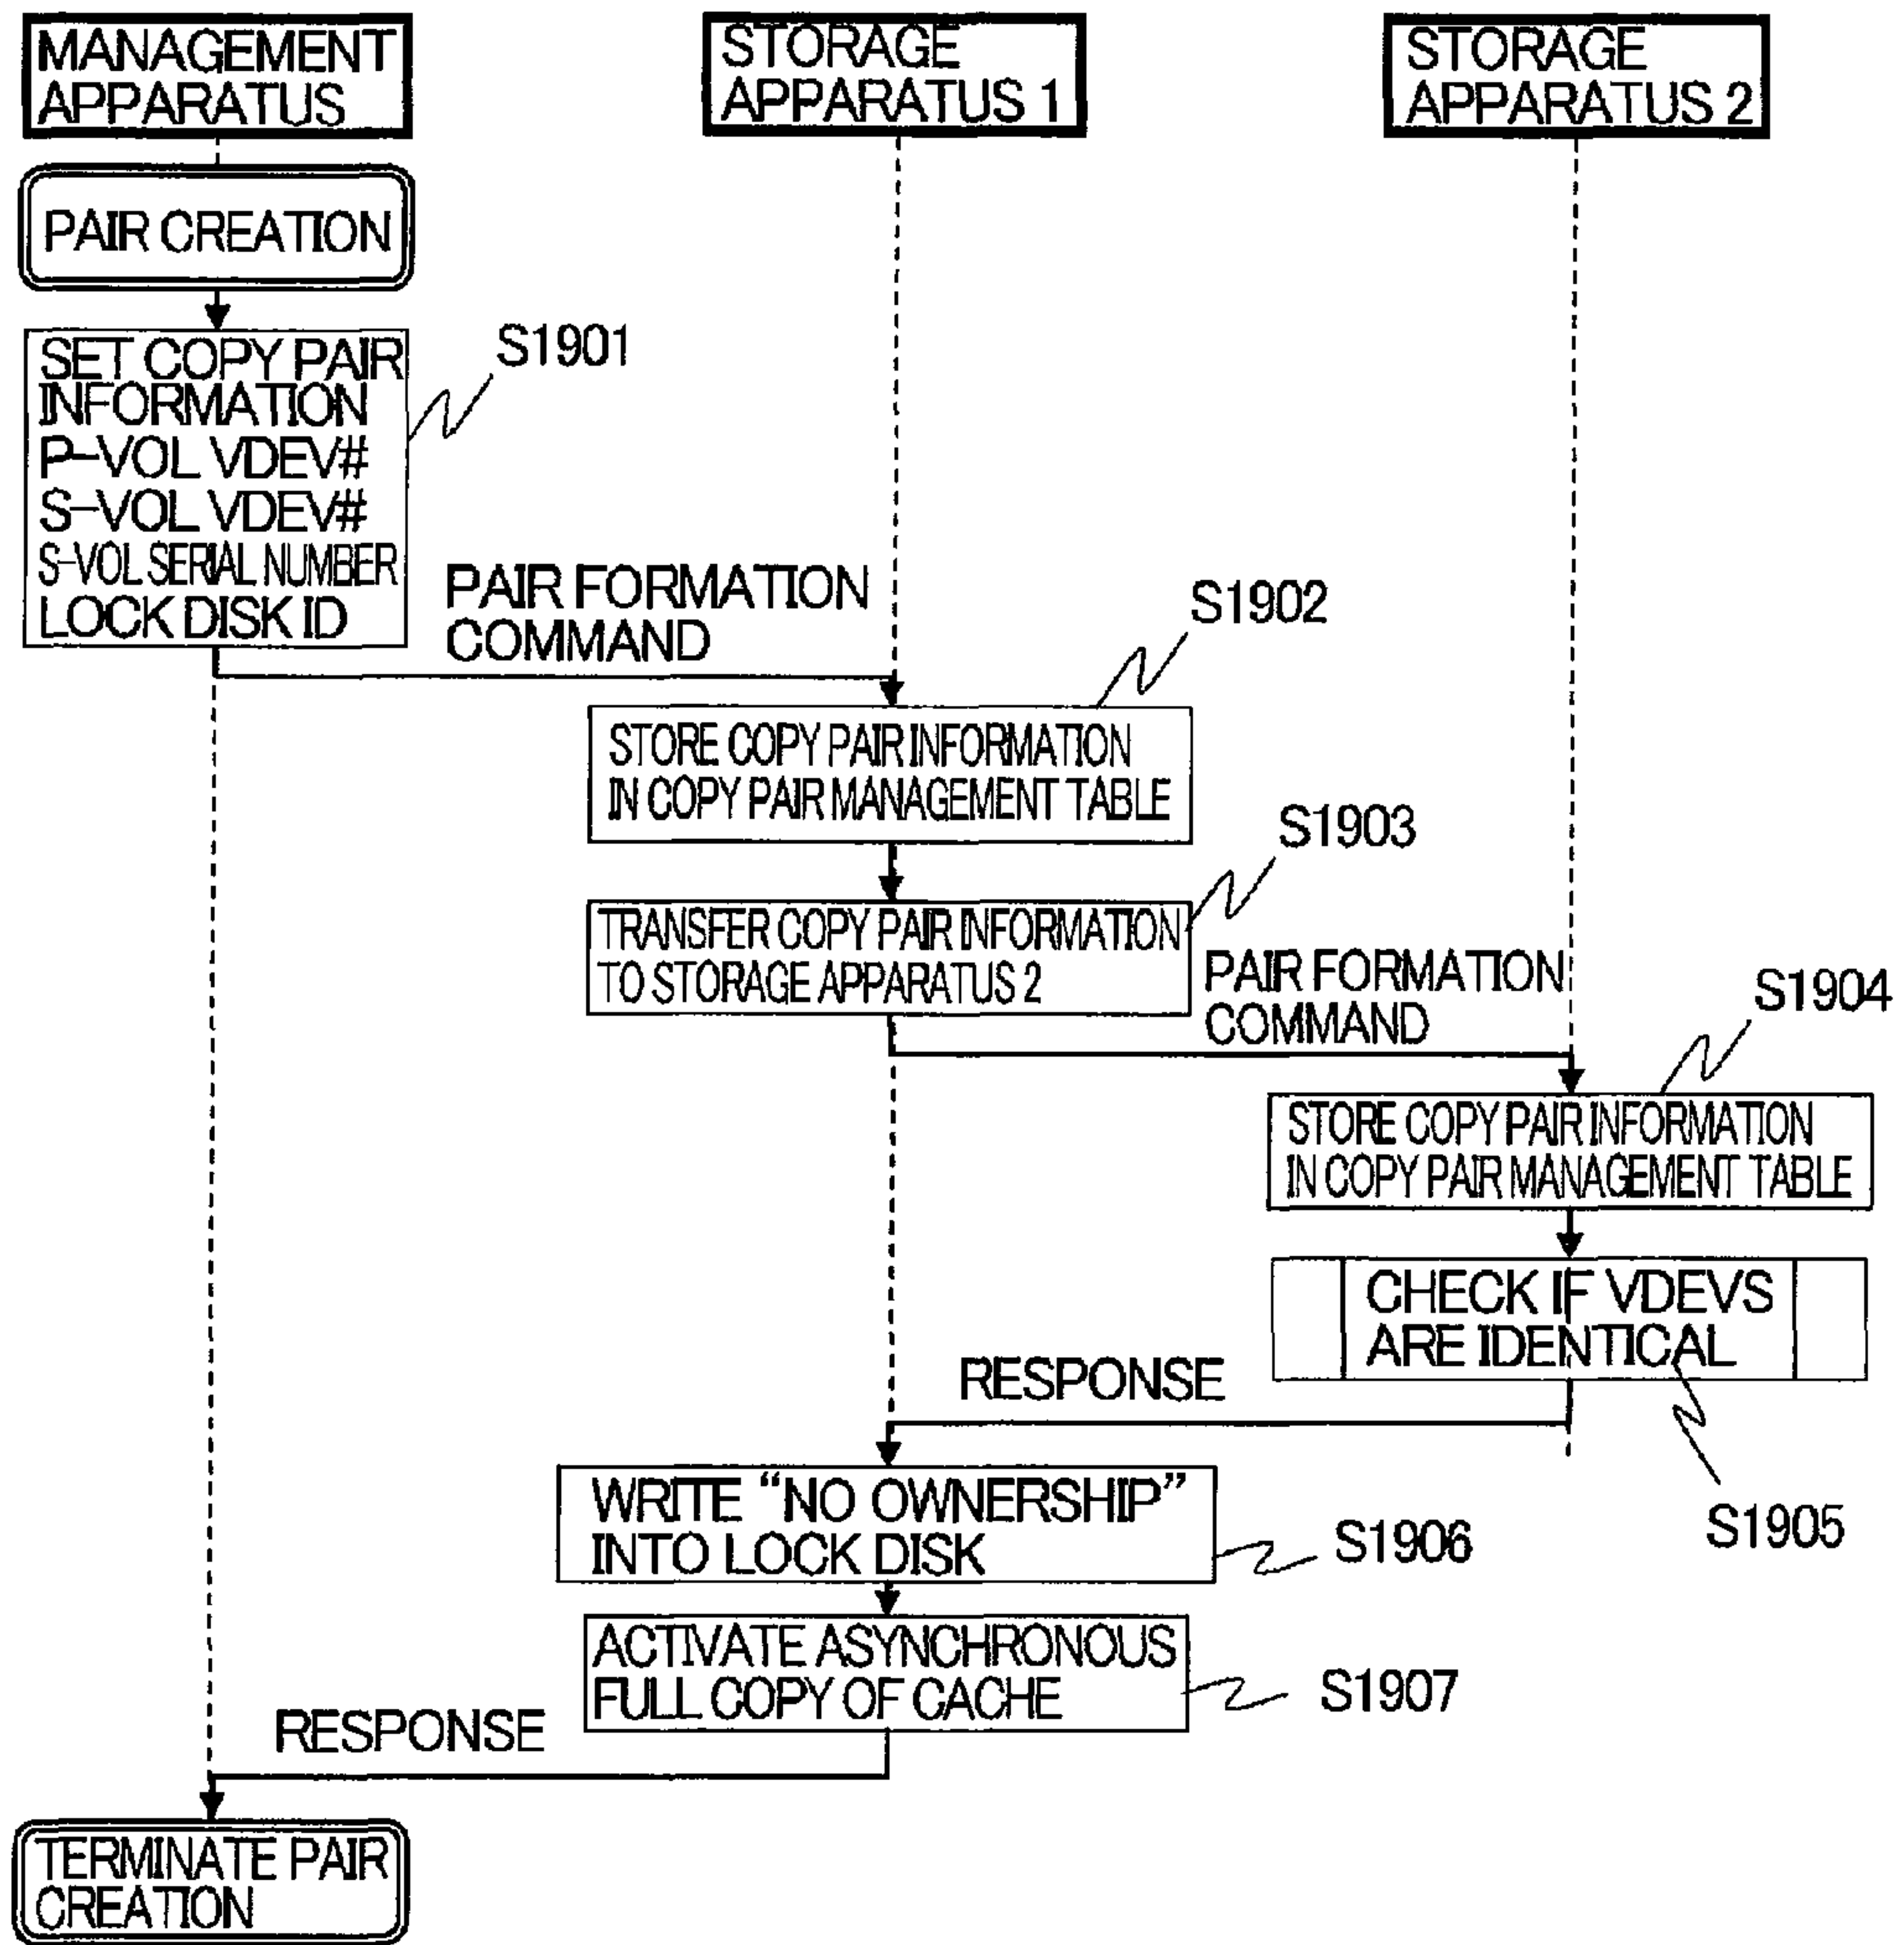 MANAGEMENT
APPARATUS
STORAGE
APPARATUS 1
STORAGE
APPARATUS 2
PAIR CREATION
SET COPY PAIR
INFORMATION
P-VOL VDEV#
S-VOL VDEV#
S-VOL SERIAL NUMBER
LOCK DISK ID
S1901
PAIR FORMATION
COMMAND
S1902
STORE COPY PAIR INFORMATION
IN COPY PAIR MANAGEMENT TABLE
S1903
TRANSFER COPY PAIR INFORMATION
TO STORAGE APPARATUS 2
PAIR FORMATION
COMMAND
S1904
STORE COPY PAIR INFORMATION
IN COPY PAIR MANAGEMENT TABLE
CHECK IF VDEVS
ARE IDENTICAL
RESPONSE
S1905
WRITE “NO OWNERSHIP”
INTO LOCK DISK
S1906
ACTIVATE ASYNCHRONOUS
FULL COPY OF CACHE
S1907
RESPONSE
TERMINATE PAIR
CREATION